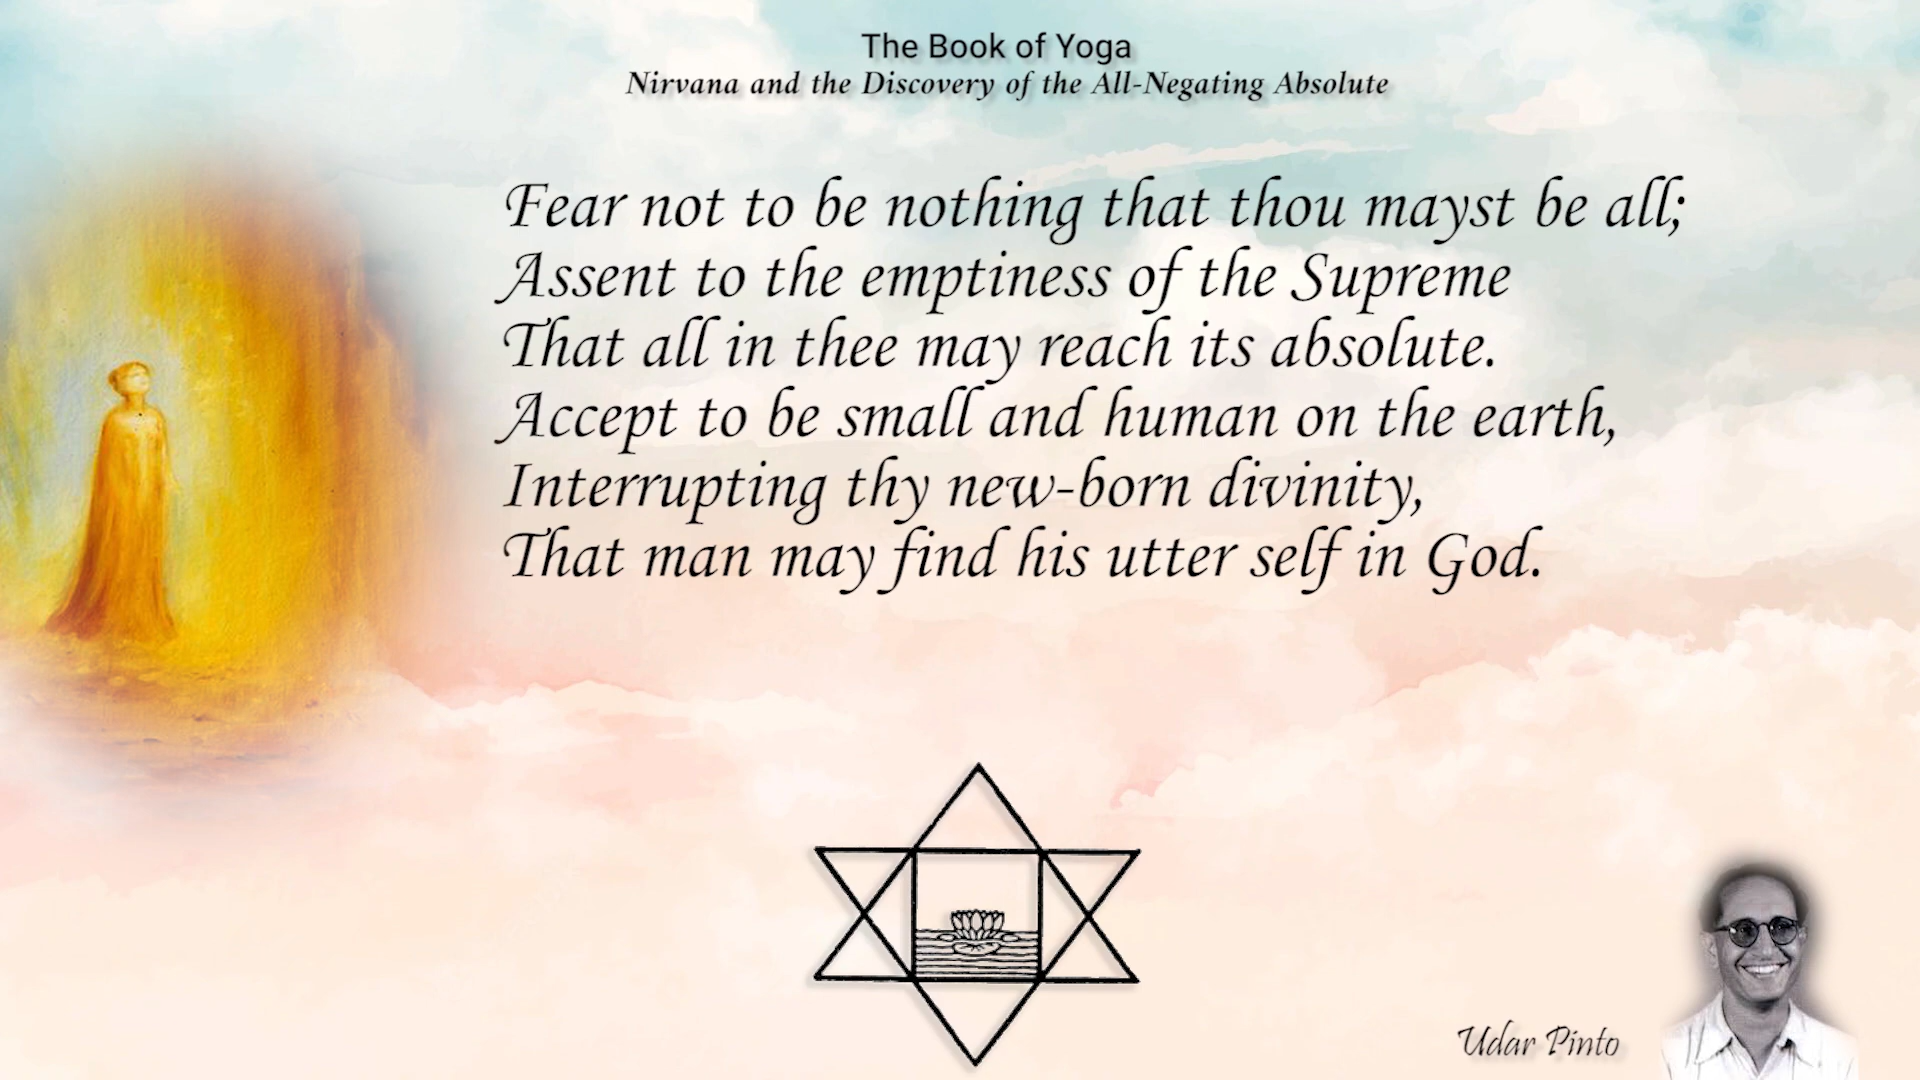 The Book of Yoga
Nirvana and the Discovery of the All-Negating Absolute
Fear not to be nothing that thou mayst be all;
Assent to the emptiness of the Supreme
That all in thee may reach its absolute.
Accept to be small and human on the earth,
Interrupting thy new-born divinity,
That man may find his utter self in God.
Udar Pinto